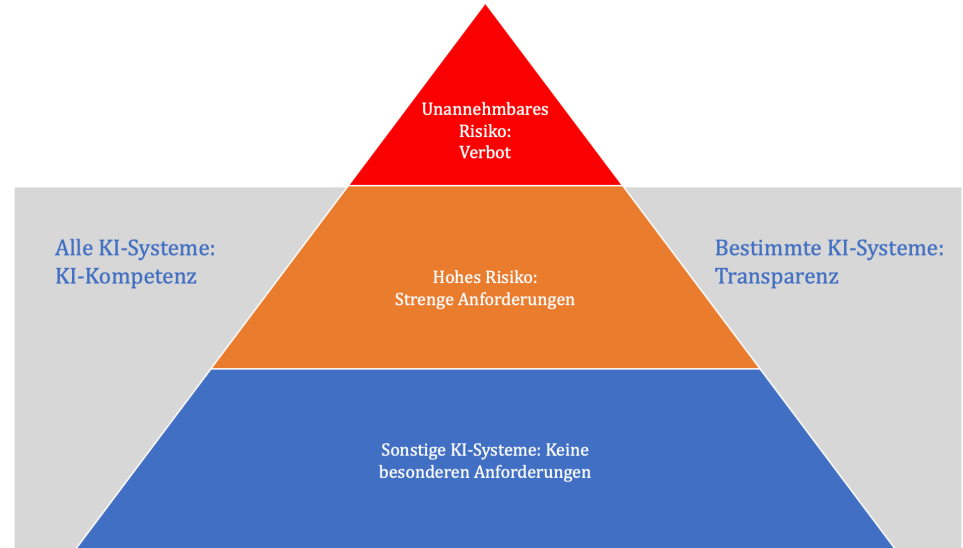 Unannehmbares
Risiko:
Verbot
Alle KI-Systeme:
KI-Kompetenz
Bestimmte KI-Systeme:
Transparenz
Hohes Risiko:
Strenge Anforderungen
Sonstige KI-Systeme: Keine
besonderen Anforderungen